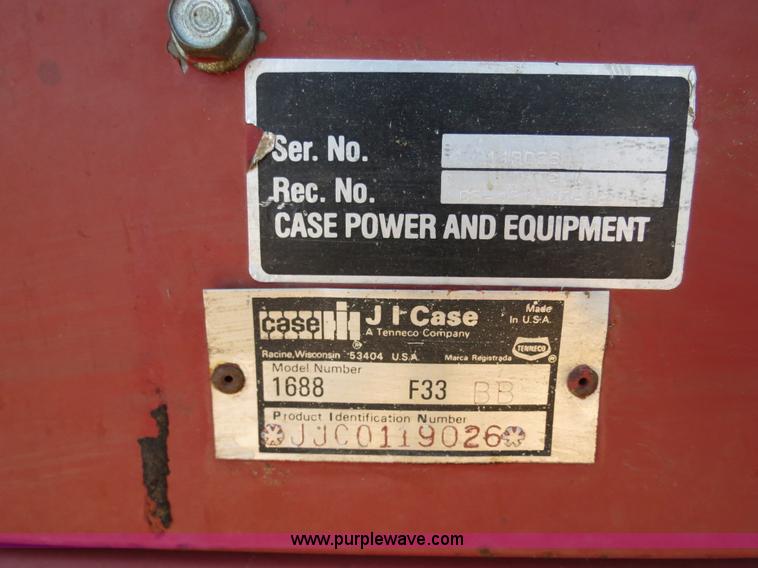 Ser. No.
Rec. No.
CASE POWER AND EQUIPMENT
case IH J I Case
A Tenneco Company
Made
In U.S.A.
TENNECO
Racine, Wisconsin 53404 U.S.A. Marca Registrada ®
Model Number
1688 F33 BB
Product Identification Number
JJC0119026
www.purplewave.com